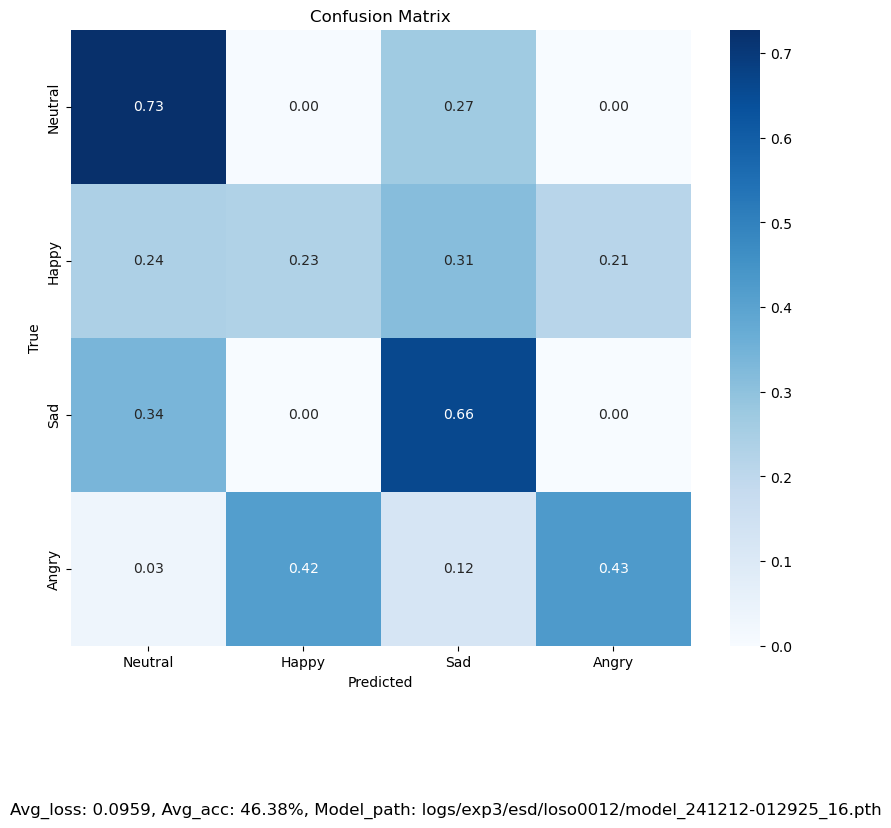 Confusion Matrix
Neutral 0.73 0.00 0.27 0.00 0.7
0.6
Happy 0.24 0.23 0.31 0.21 0.5
True 0.4
Sad 0.34 0.00 0.66 0.00 0.3
0.2
Angry 0.03 0.42 0.12 0.43 0.1
0.0
Neutral Happy Sad Angry
Predicted
Avg_loss: 0.0959, Avg_acc: 46.38%, Model_path: logs/exp3/esd/loso0012/model_241212-012925_16.pth